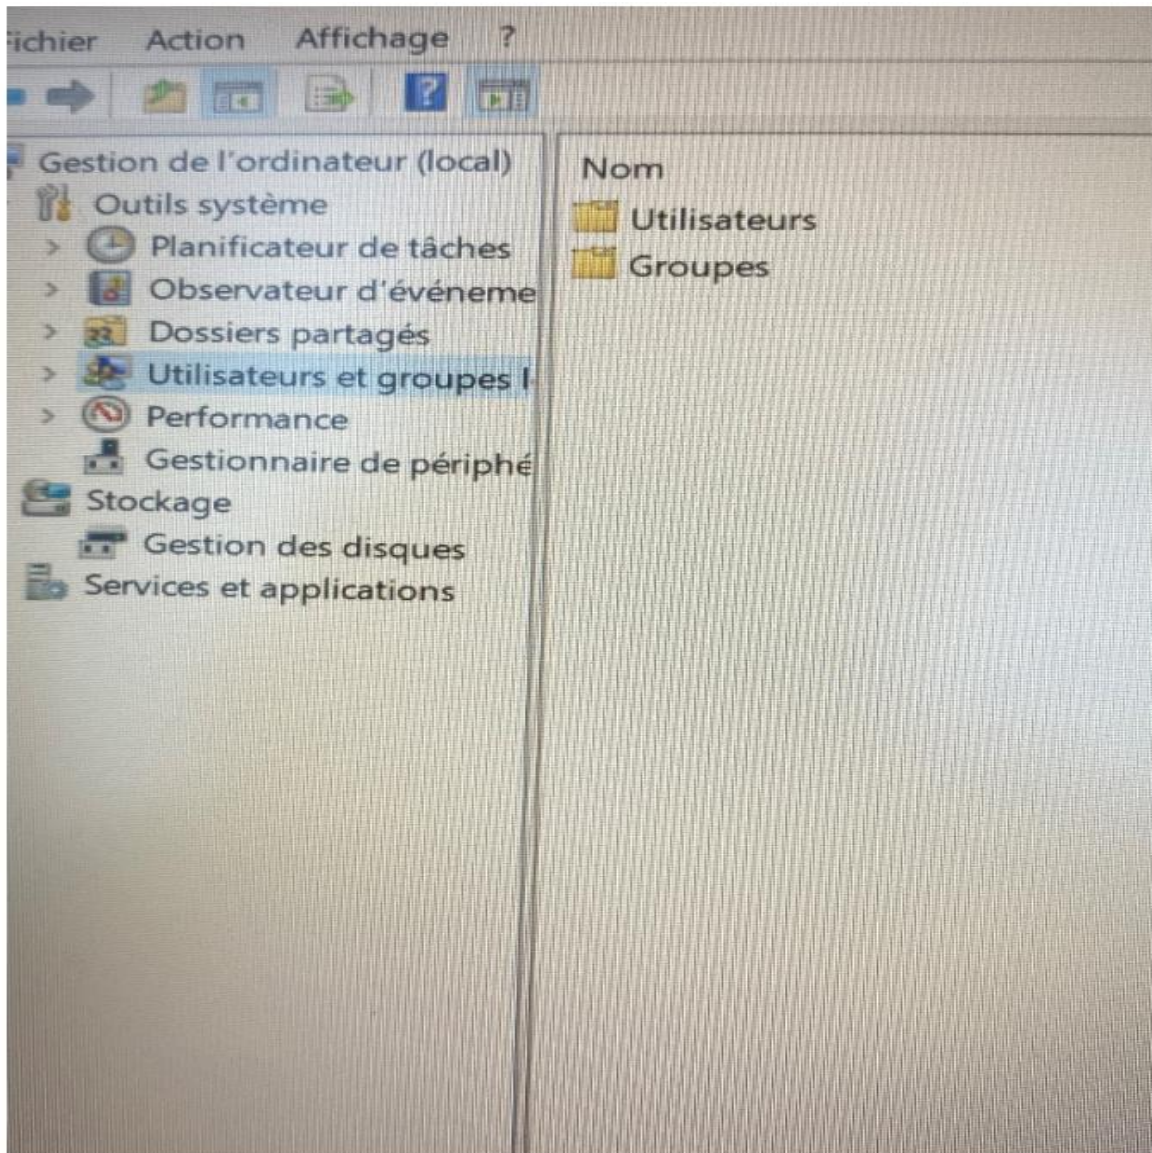 Fichier Action Affichage ?
Gestion de l'ordinateur (local)
Outils système
Planificateur de tâches
Observateur d'événeme
Dossiers partagés
Utilisateurs et groupes l
Performance
Gestionnaire de périphé
Stockage
Gestion des disques
Services et applications
Nom
Utilisateurs
Groupes